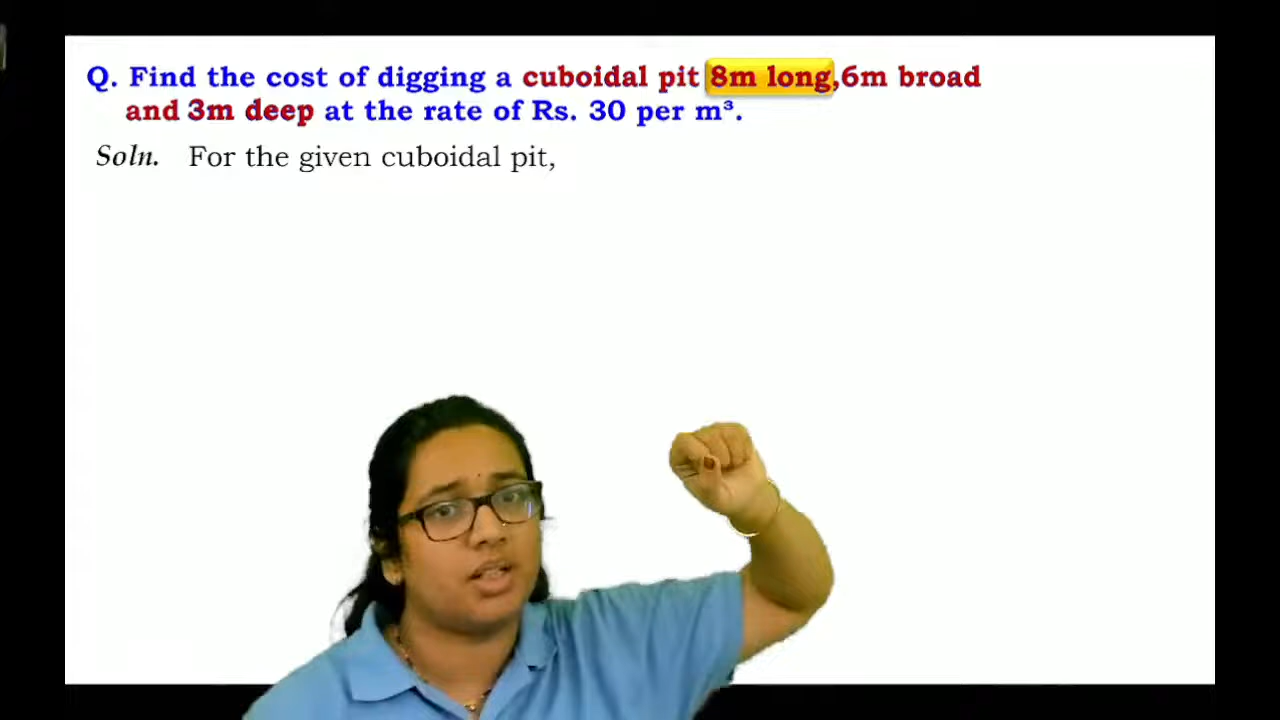 Q. Find the cost of digging a cuboidal pit 8m long,6m broad
and 3m deep at the rate of Rs. 30 per m³.
Soln. For the given cuboidal pit,